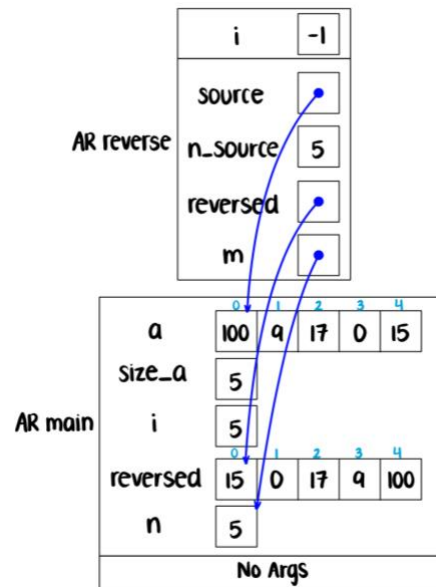 i -1
source
AR reverse
n_source 5
reversed
m
0 1 2 3 4
a 100 9 17 0 15
size_a 5
AR main
i 5
0 1 2 3 4
reversed 15 0 17 9 100
n 5
No Args